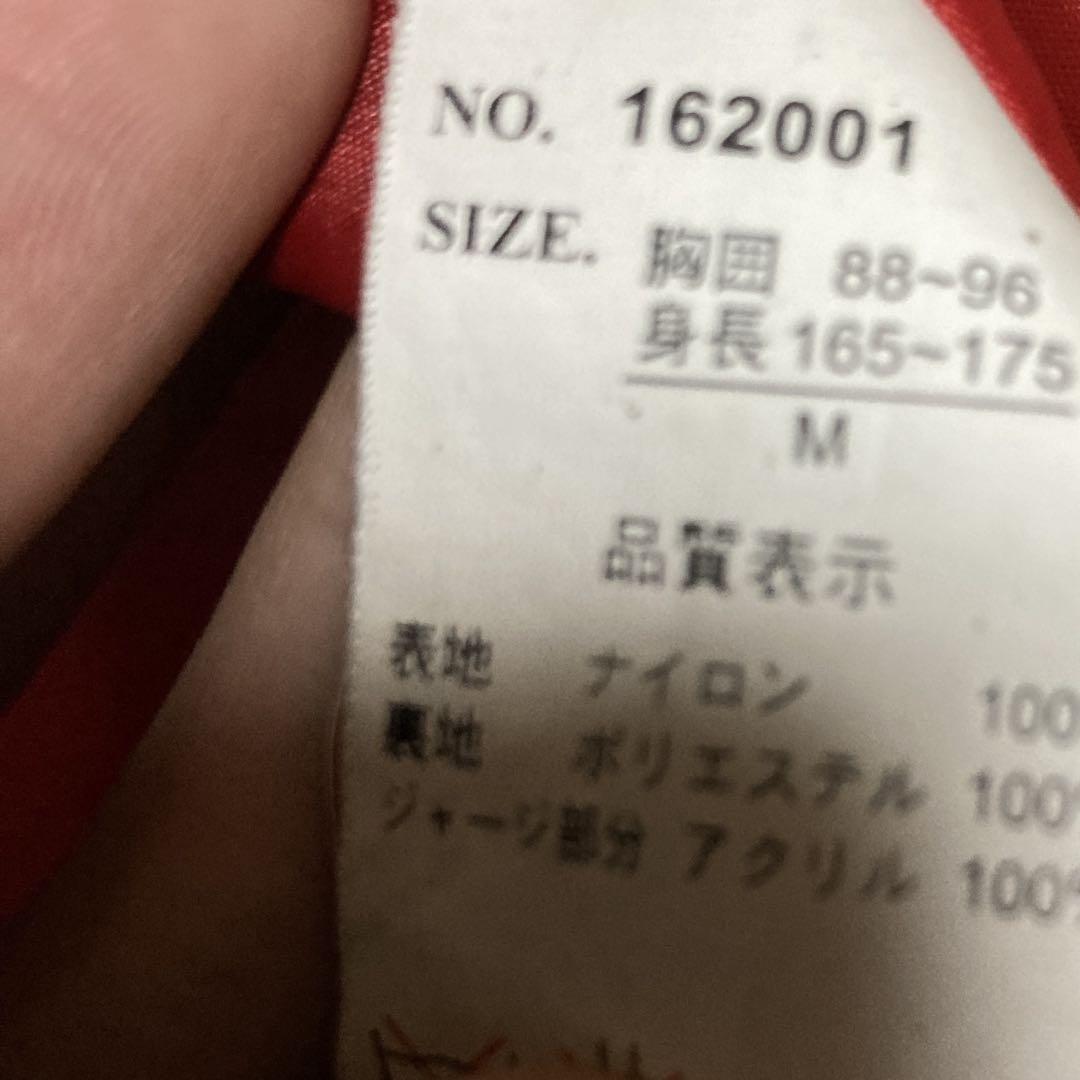 NO. 162001
SIZE. 胸囲 88~96
身長 165~175
M
品質表示
表地 ナイロン 100
裏地 ポリエステル 100%
ジャージ部分 アクリル 100%